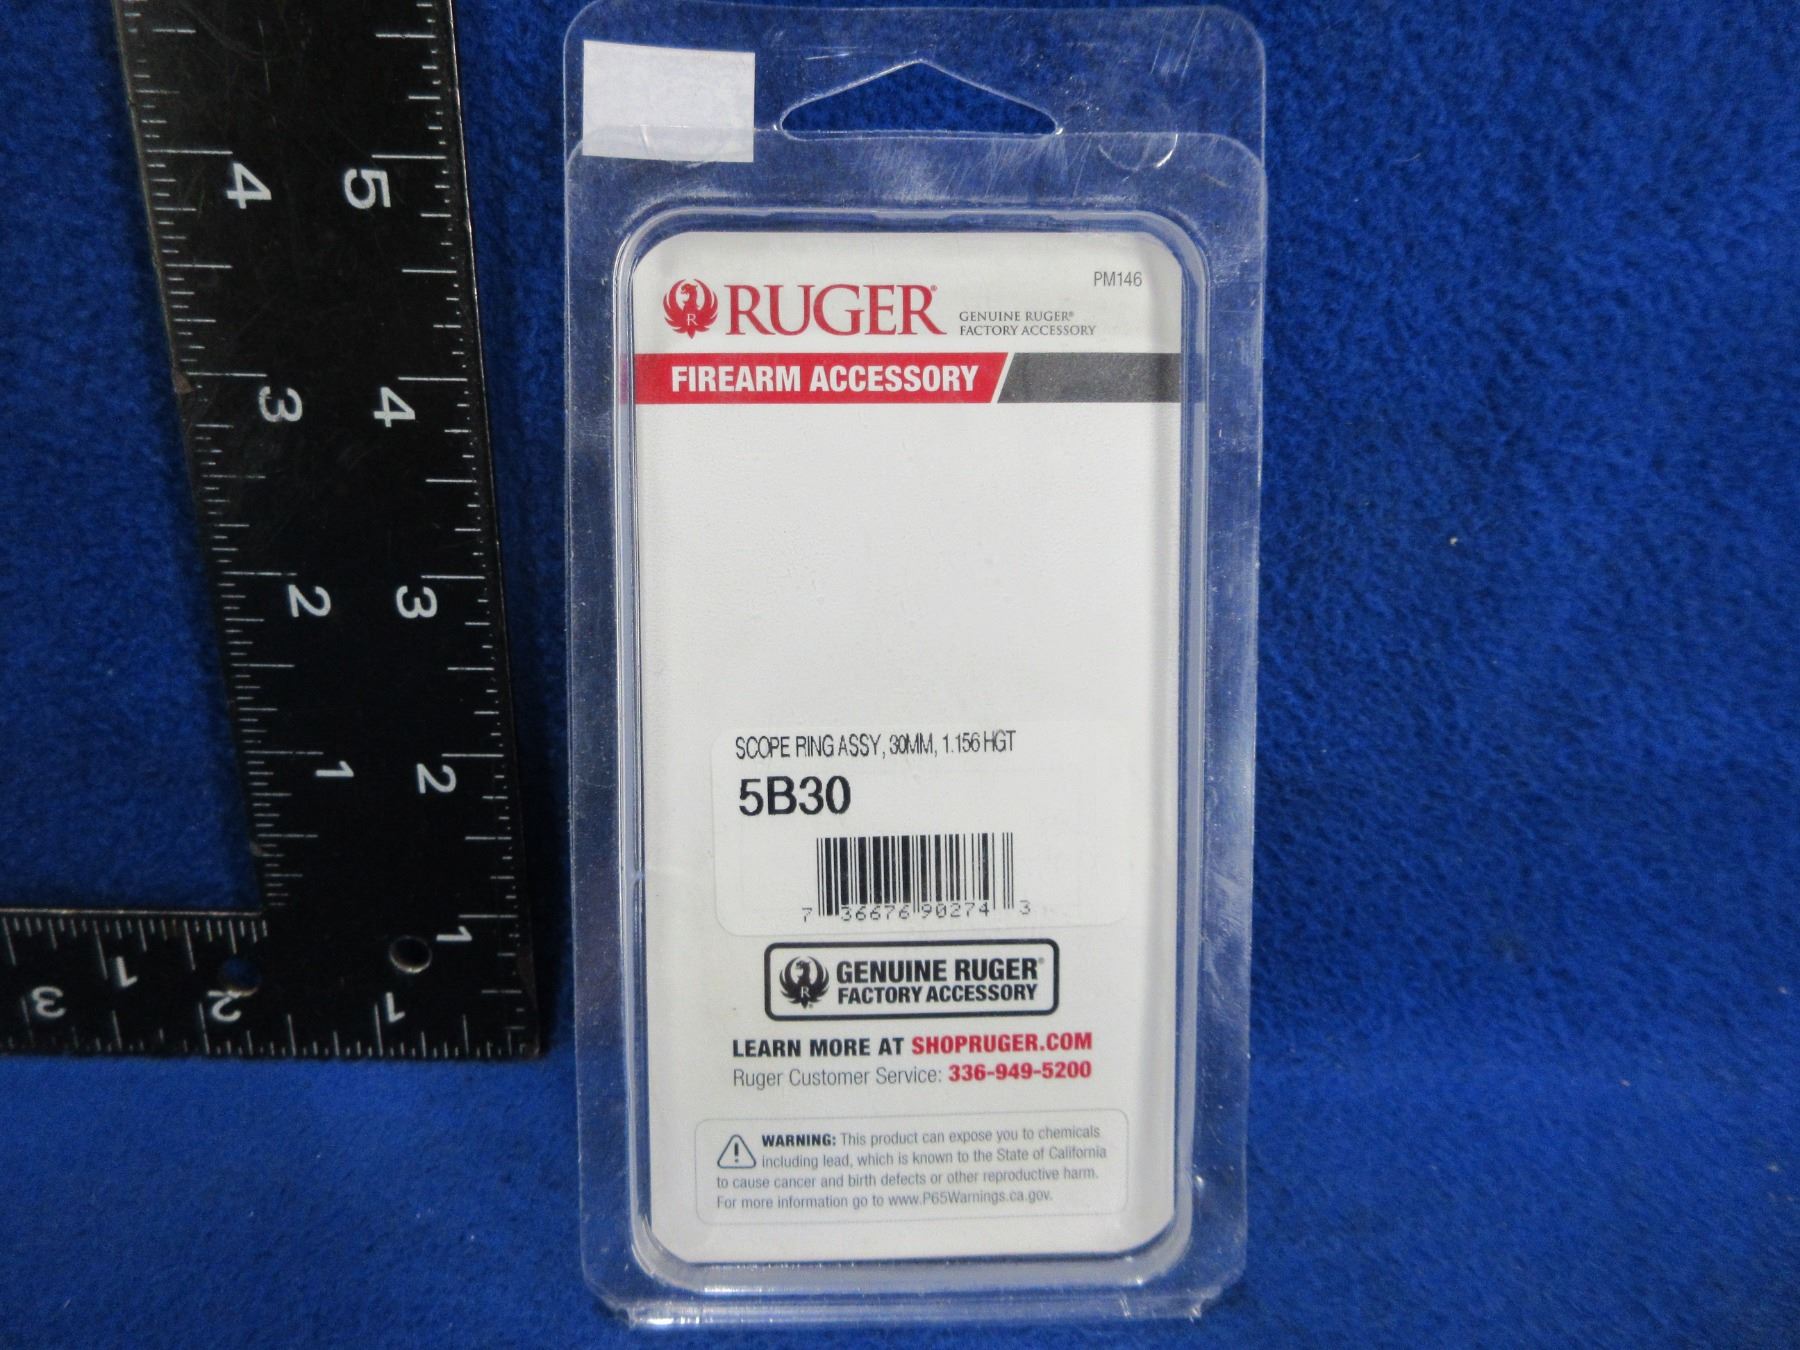 PM146
RUGER®
GENUINE RUGER®
FACTORY ACCESSORY
FIREARM ACCESSORY
SCOPE RING ASSY, 30MM, 1.156 HGT
5B30
7 36676 90274 3
GENUINE RUGER®
FACTORY ACCESSORY
LEARN MORE AT SHOPRUGER.COM
Ruger Customer Service: 336-949-5200
WARNING: This product can expose you to chemicals
including lead, which is known to the State of California
to cause cancer and birth defects or other reproductive harm.
For more information go to www.P65Warnings.ca.gov.
4 5
3 4
2 3
1 2
1
1
3 2 1